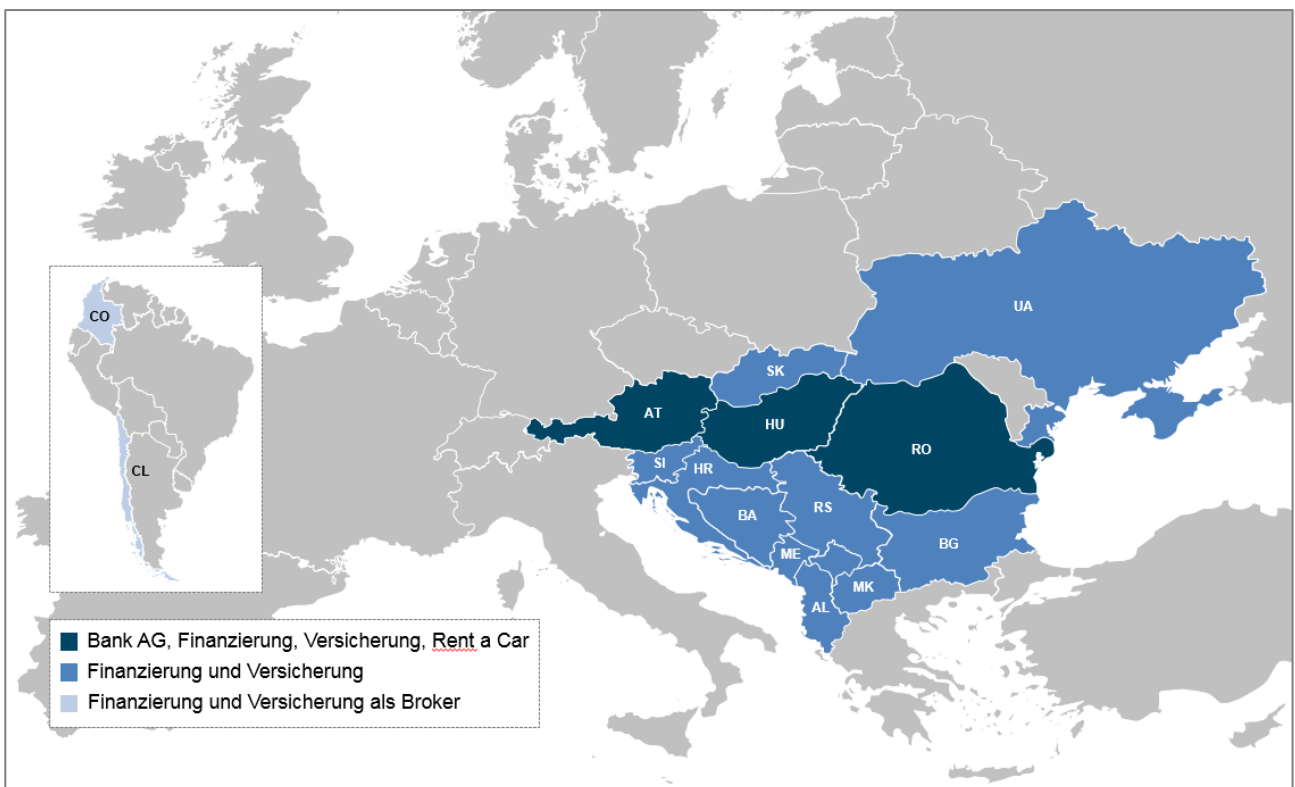 UA
CO
SK
AT
HU
RO
CL
SI
HR
BA
RS
BG
ME
MK
AL
Bank AG, Finanzierung, Versicherung, Rent a Car
Finanzierung und Versicherung
Finanzierung und Versicherung als Broker